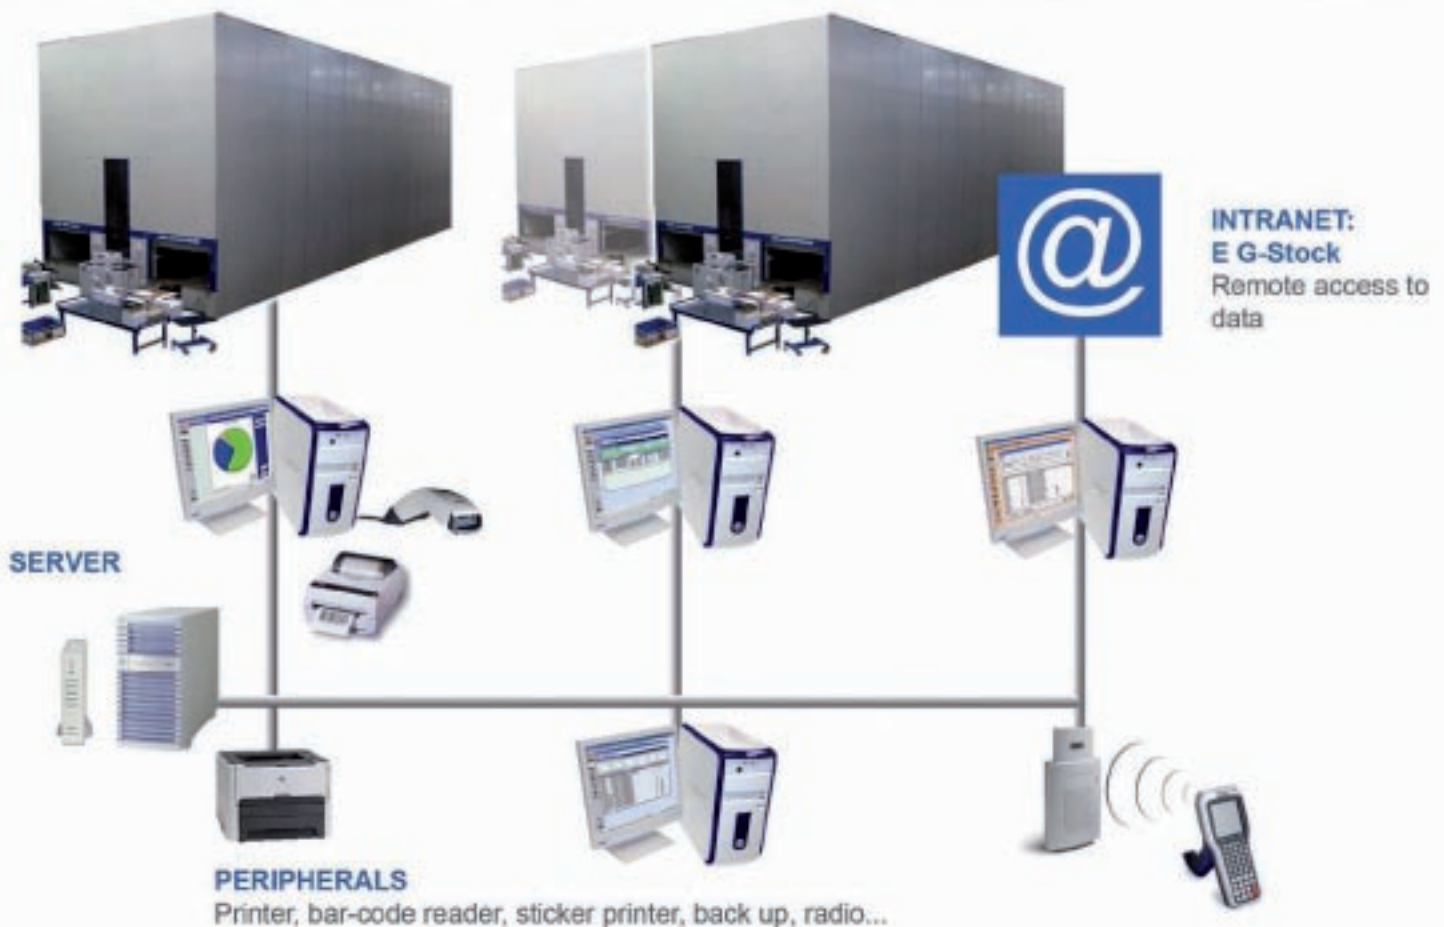 INTRANET:
E G-Stock
Remote access to
data
@
SERVER
PERIPHERALS
Printer, bar-code reader, sticker printer, back up, radio...